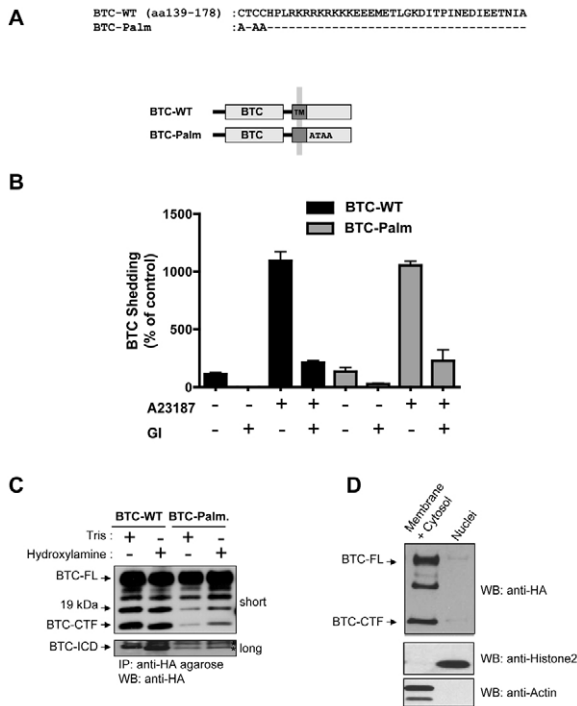 A
BTC-WT (aa139-178) :CTCCHPLRKRRKRKKKEEEMETLGKDITPINEDIEETNIA
BTC-Palm :A-AA------------------------------------
BTC-WT BTC TM
BTC-Palm BTC ATAA
B
BTC-WT
BTC-Palm
BTC Shedding
(% of control)
1500
1000
500
0
A23187 - - + + - - + +
GI - + - + - + - +
C
BTC-WT BTC-Palm.
Tris : + - + -
Hydroxylamine : - + - +
BTC-FL
19 kDa
short
BTC-CTF
BTC-ICD
long
IP: anti-HA agarose
WB: anti-HA
D
Membrane
+ Cytosol
Nuclei
BTC-FL
WB: anti-HA
BTC-CTF
WB: anti-Histone2
WB: anti-Actin